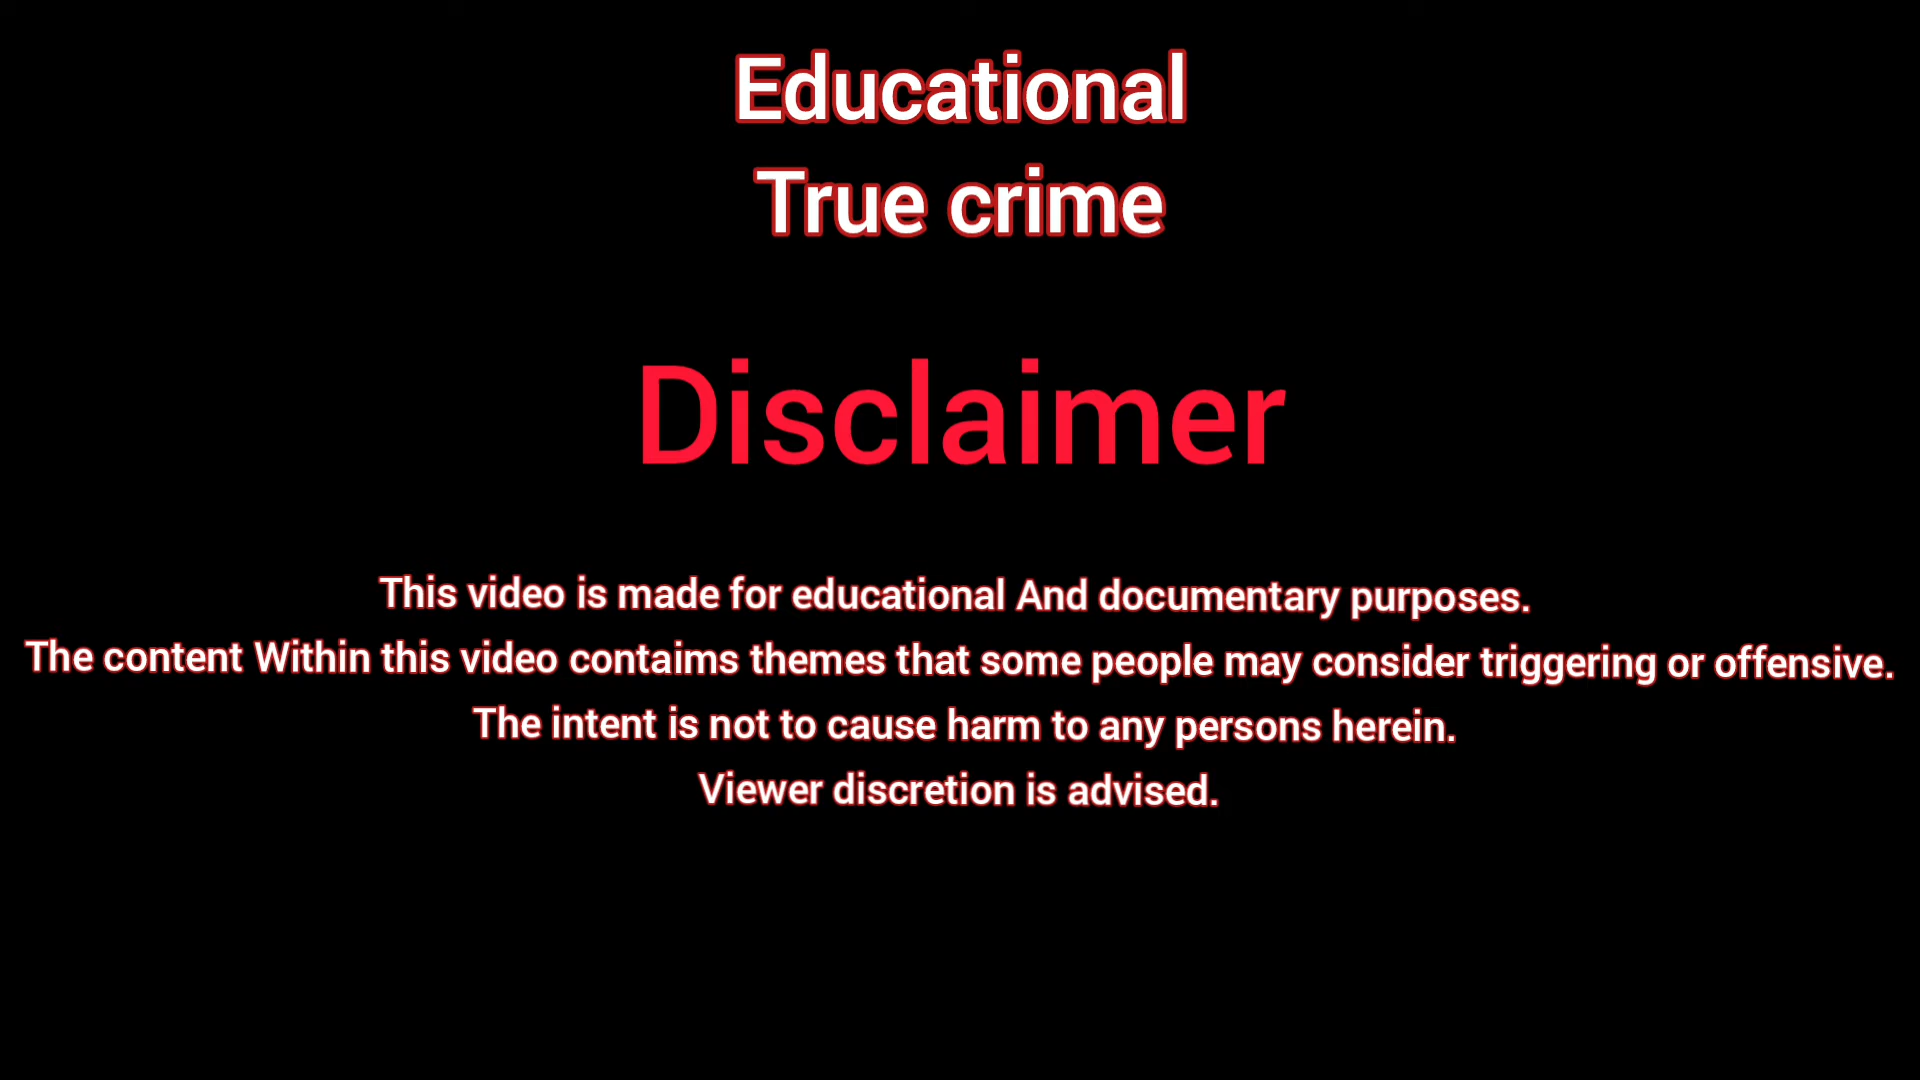 Educational
True crime
Disclaimer
This video is made for educational And documentary purposes.
The content Within this video contaims themes that some people may consider triggering or offensive.
The intent is not to cause harm to any persons herein.
Viewer discretion is advised.